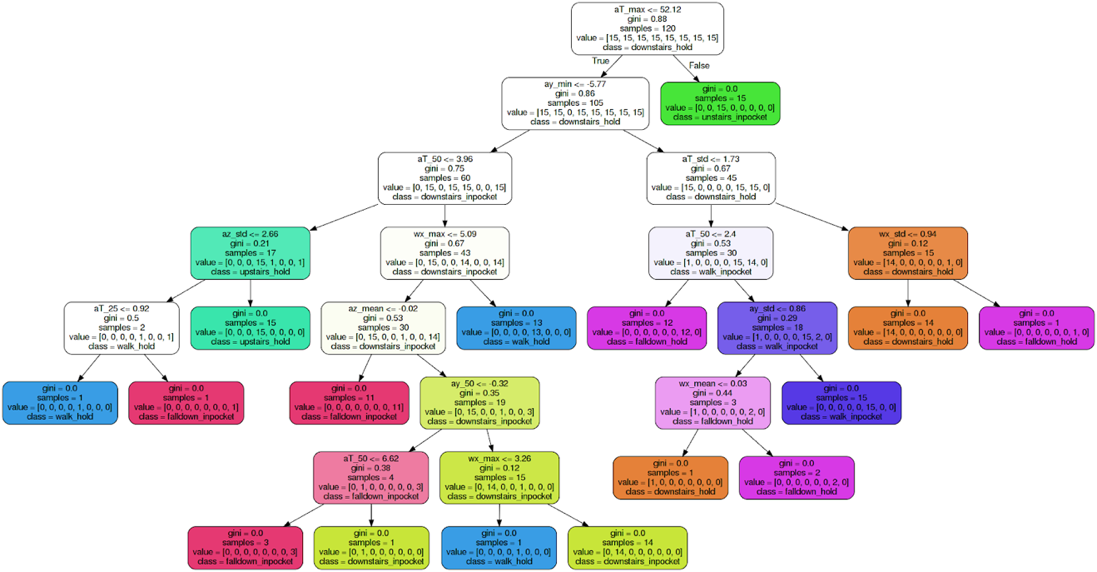 aT_max <= 52.12
gini = 0.88
samples = 120
value = [15, 15, 15, 15, 15, 15, 15, 15]
class = downstairs_hold
True
False
ay_min <= -5.77
gini = 0.86
samples = 105
value = [15, 15, 0, 15, 15, 15, 15, 15]
class = downstairs_hold
gini = 0.0
samples = 15
value = [0, 0, 15, 0, 0, 0, 0, 0]
class = unstairs_inpocket
aT_50 <= 3.96
gini = 0.75
samples = 60
value = [0, 15, 0, 15, 15, 0, 0, 15]
class = downstairs_inpocket
aT_std <= 1.73
gini = 0.67
samples = 45
value = [15, 0, 0, 0, 0, 15, 15, 0]
class = downstairs_hold
az_std <= 2.66
gini = 0.21
samples = 17
value = [0, 0, 0, 15, 1, 0, 0, 1]
class = upstairs_hold
wx_max <= 5.09
gini = 0.67
samples = 43
value = [0, 15, 0, 0, 14, 0, 0, 14]
class = downstairs_inpocket
aT_50 <= 2.4
gini = 0.53
samples = 30
value = [1, 0, 0, 0, 0, 15, 14, 0]
class = walk_inpocket
wx_std <= 0.94
gini = 0.12
samples = 15
value = [14, 0, 0, 0, 0, 0, 1, 0]
class = downstairs_hold
aT_25 <= 0.92
gini = 0.5
samples = 2
value = [0, 0, 0, 0, 1, 0, 0, 1]
class = walk_hold
gini = 0.0
samples = 15
value = [0, 0, 0, 15, 0, 0, 0, 0]
class = upstairs_hold
az_mean <= -0.02
gini = 0.53
samples = 30
value = [0, 15, 0, 0, 1, 0, 0, 14]
class = downstairs_inpocket
gini = 0.0
samples = 13
value = [0, 0, 0, 0, 13, 0, 0, 0]
class = walk_hold
gini = 0.0
samples = 12
value = [0, 0, 0, 0, 0, 0, 12, 0]
class = falldown_hold
ay_std <= 0.86
gini = 0.29
samples = 18
value = [1, 0, 0, 0, 0, 15, 2, 0]
class = walk_inpocket
gini = 0.0
samples = 14
value = [14, 0, 0, 0, 0, 0, 0, 0]
class = downstairs_hold
gini = 0.0
samples = 1
value = [0, 0, 0, 0, 0, 0, 1, 0]
class = falldown_hold
gini = 0.0
samples = 1
value = [0, 0, 0, 0, 1, 0, 0, 0]
class = walk_hold
gini = 0.0
samples = 1
value = [0, 0, 0, 0, 0, 0, 0, 1]
class = falldown_inpocket
gini = 0.0
samples = 11
value = [0, 0, 0, 0, 0, 0, 0, 11]
class = falldown_inpocket
ay_50 <= -0.32
gini = 0.35
samples = 19
value = [0, 15, 0, 0, 1, 0, 0, 3]
class = downstairs_inpocket
wx_mean <= 0.03
gini = 0.44
samples = 3
value = [1, 0, 0, 0, 0, 0, 2, 0]
class = falldown_hold
gini = 0.0
samples = 15
value = [0, 0, 0, 0, 0, 15, 0, 0]
class = walk_inpocket
aT_50 <= 6.62
gini = 0.38
samples = 4
value = [0, 1, 0, 0, 0, 0, 0, 3]
class = falldown_inpocket
wx_max <= 3.26
gini = 0.12
samples = 15
value = [0, 14, 0, 0, 1, 0, 0, 0]
class = downstairs_inpocket
gini = 0.0
samples = 1
value = [1, 0, 0, 0, 0, 0, 0, 0]
class = downstairs_hold
gini = 0.0
samples = 2
value = [0, 0, 0, 0, 0, 0, 2, 0]
class = falldown_hold
gini = 0.0
samples = 3
value = [0, 0, 0, 0, 0, 0, 0, 3]
class = falldown_inpocket
gini = 0.0
samples = 1
value = [0, 1, 0, 0, 0, 0, 0, 0]
class = downstairs_inpocket
gini = 0.0
samples = 1
value = [0, 0, 0, 0, 1, 0, 0, 0]
class = walk_hold
gini = 0.0
samples = 14
value = [0, 14, 0, 0, 0, 0, 0, 0]
class = downstairs_inpocket